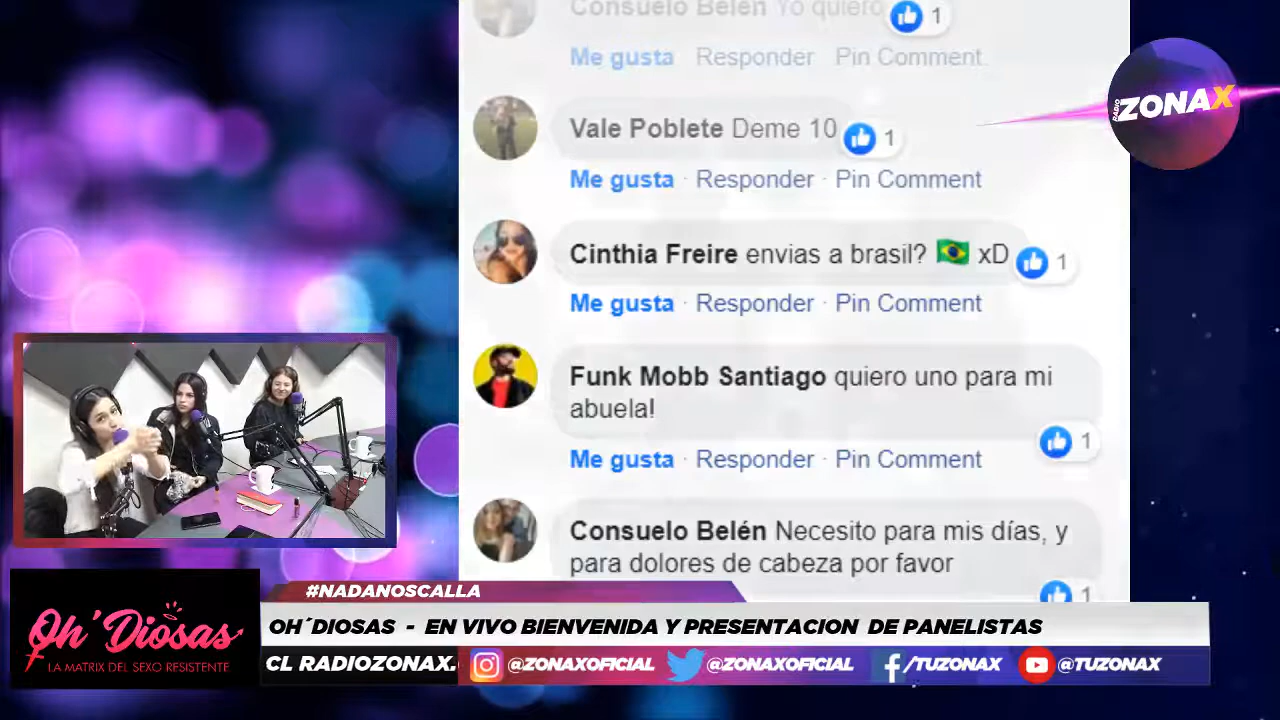 Consuelo Belén Yo quiero
1
Me gusta Responder Pin Comment
Vale Poblete Deme 10
1
Me gusta · Responder · Pin Comment
Cinthia Freire envias a brasil? 🇧🇷 xD
1
Me gusta · Responder · Pin Comment
Funk Mobb Santiago quiero uno para mi
abuela!
1
Me gusta · Responder · Pin Comment
Consuelo Belén Necesito para mis días, y
para dolores de cabeza por favor
1
RADIO ZONAX
#NADANOSCALLA
Oh'Diosas
LA MATRIX DEL SEXO RESISTENTE
OH´DIOSAS - EN VIVO BIENVENIDA Y PRESENTACION DE PANELISTAS
CL RADIOZONAX. @ZONAXOFICIAL @ZONAXOFICIAL /TUZONAX @TUZONAX